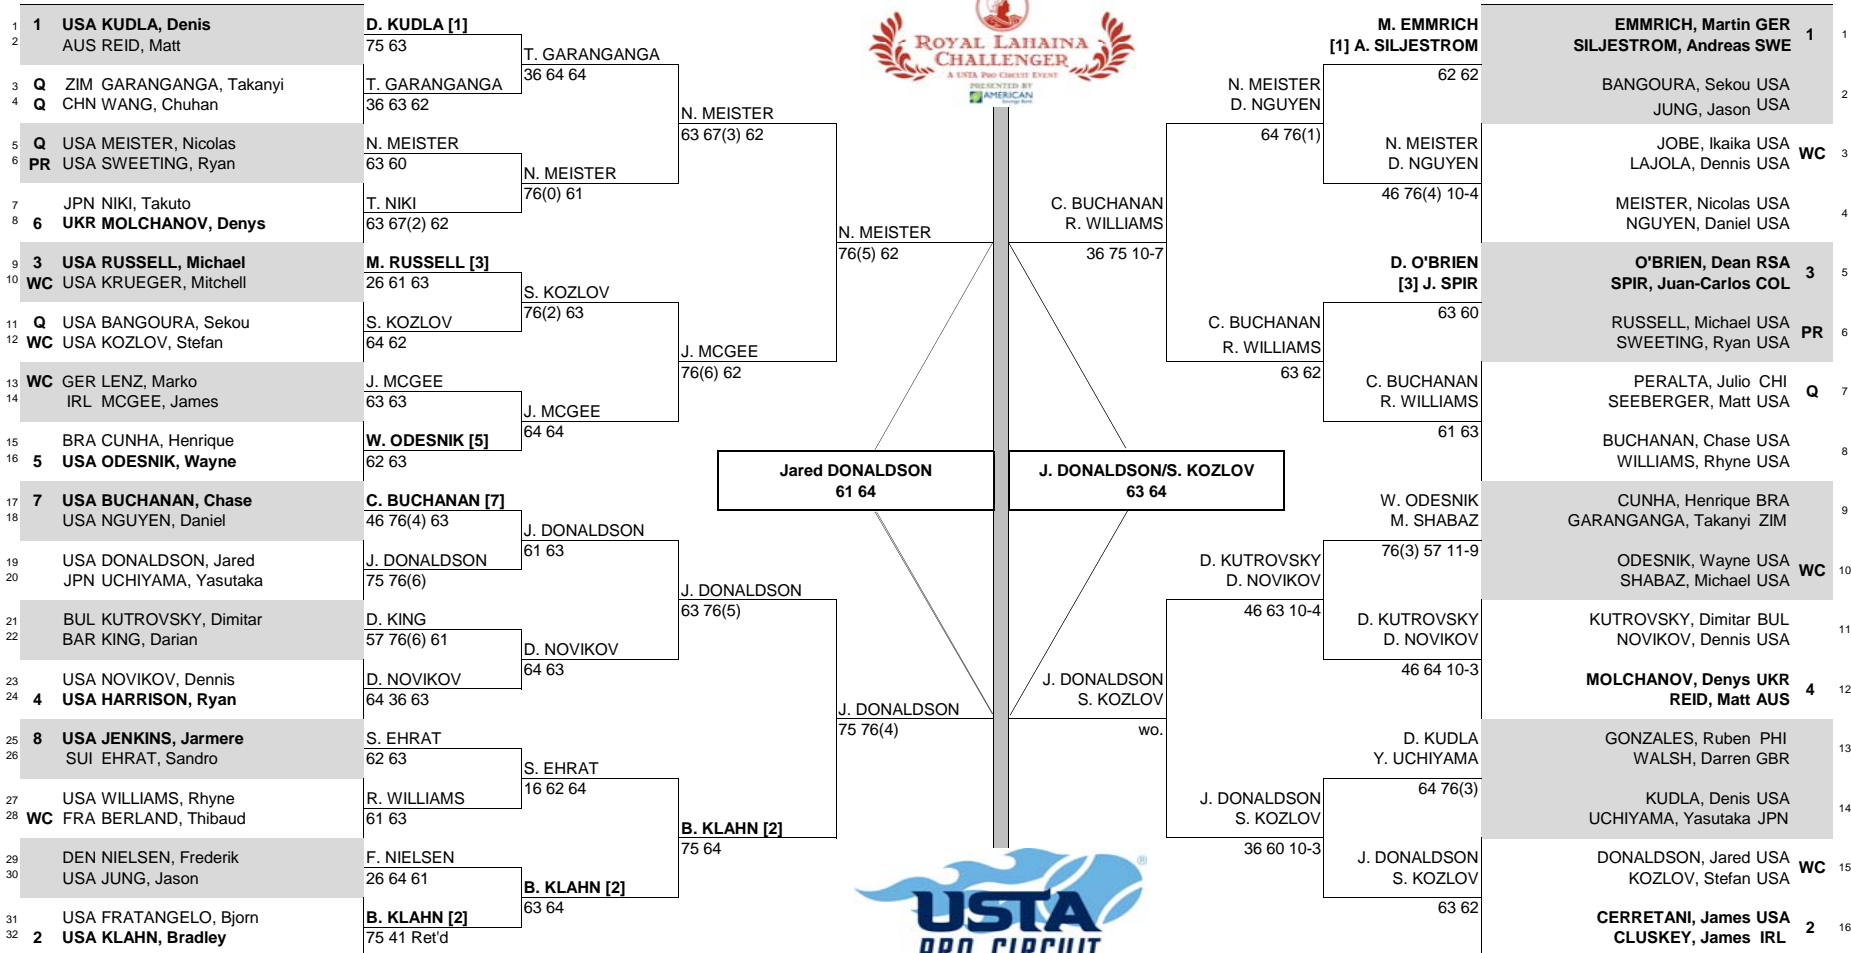 1 1 USA KUDLA, Denis
2 AUS REID, Matt
3 Q ZIM GARANGANGA, Takanyi
4 Q CHN WANG, Chuhan
5 Q USA MEISTER, Nicolas
6 PR USA SWEETING, Ryan
7 JPN NIKI, Takuto
8 6 UKR MOLCHANOV, Denys
9 3 USA RUSSELL, Michael
10 WC USA KRUEGER, Mitchell
11 Q USA BANGOURA, Sekou
12 WC USA KOZLOV, Stefan
13 WC GER LENZ, Marko
14 IRL MCGEE, James
15 BRA CUNHA, Henrique
16 5 USA ODESNIK, Wayne
17 7 USA BUCHANAN, Chase
18 USA NGUYEN, Daniel
19 USA DONALDSON, Jared
20 JPN UCHIYAMA, Yasutaka
21 BUL KUTROVSKY, Dimitar
22 BAR KING, Darian
23 USA NOVIKOV, Dennis
24 4 USA HARRISON, Ryan
25 8 USA JENKINS, Jarmere
26 SUI EHRAT, Sandro
27 USA WILLIAMS, Rhyne
28 WC FRA BERLAND, Thibaud
29 DEN NIELSEN, Frederik
30 USA JUNG, Jason
31 USA FRATANGELO, Bjorn
32 2 USA KLAHN, Bradley
D. KUDLA [1]
75 63
T. GARANGANGA
36 63 62
N. MEISTER
63 60
T. NIKI
63 67(2) 62
M. RUSSELL [3]
26 61 63
S. KOZLOV
64 62
J. MCGEE
63 63
W. ODESNIK [5]
62 63
C. BUCHANAN [7]
46 76(4) 63
J. DONALDSON
75 76(6)
D. KING
57 76(6) 61
D. NOVIKOV
64 36 63
S. EHRAT
62 63
R. WILLIAMS
61 63
F. NIELSEN
26 64 61
B. KLAHN [2]
75 41 Ret'd
T. GARANGANGA
36 64 64
N. MEISTER
76(0) 61
S. KOZLOV
76(2) 63
J. MCGEE
64 64
J. DONALDSON
61 63
D. NOVIKOV
64 63
S. EHRAT
16 62 64
B. KLAHN [2]
63 64
N. MEISTER
63 67(3) 62
J. MCGEE
76(6) 62
J. DONALDSON
63 76(5)
B. KLAHN [2]
75 64
N. MEISTER
76(5) 62
J. DONALDSON
75 76(4)
Jared DONALDSON
61 64
ROYAL LAHAINA
CHALLENGER
A USTA PRO CIRCUIT EVENT
PRESENTED BY
AMERICAN
Savings Bank
J. DONALDSON/S. KOZLOV
63 64
USTA
PRO CIRCUIT
®
C. BUCHANAN
R. WILLIAMS
36 75 10-7
J. DONALDSON
S. KOZLOV
wo.
N. MEISTER
D. NGUYEN
64 76(1)
C. BUCHANAN
R. WILLIAMS
63 62
D. KUTROVSKY
D. NOVIKOV
46 63 10-4
J. DONALDSON
S. KOZLOV
36 60 10-3
M. EMMRICH
[1] A. SILJESTROM
62 62
N. MEISTER
D. NGUYEN
46 76(4) 10-4
D. O'BRIEN
[3] J. SPIR
63 60
C. BUCHANAN
R. WILLIAMS
61 63
W. ODESNIK
M. SHABAZ
76(3) 57 11-9
D. KUTROVSKY
D. NOVIKOV
46 64 10-3
D. KUDLA
Y. UCHIYAMA
64 76(3)
J. DONALDSON
S. KOZLOV
63 62
EMMRICH, Martin GER
SILJESTROM, Andreas SWE 1 1
BANGOURA, Sekou USA
JUNG, Jason USA 2
JOBE, Ikaika USA
LAJOLA, Dennis USA WC 3
MEISTER, Nicolas USA
NGUYEN, Daniel USA 4
O'BRIEN, Dean RSA
SPIR, Juan-Carlos COL 3 5
RUSSELL, Michael USA
SWEETING, Ryan USA PR 6
PERALTA, Julio CHI
SEEBERGER, Matt USA Q 7
BUCHANAN, Chase USA
WILLIAMS, Rhyne USA 8
CUNHA, Henrique BRA
GARANGANGA, Takanyi ZIM 9
ODESNIK, Wayne USA
SHABAZ, Michael USA WC 10
KUTROVSKY, Dimitar BUL
NOVIKOV, Dennis USA 11
MOLCHANOV, Denys UKR
REID, Matt AUS 4 12
GONZALES, Ruben PHI
WALSH, Darren GBR 13
KUDLA, Denis USA
UCHIYAMA, Yasutaka JPN 14
DONALDSON, Jared USA
KOZLOV, Stefan USA WC 15
CERRETANI, James USA
CLUSKEY, James IRL 2 16